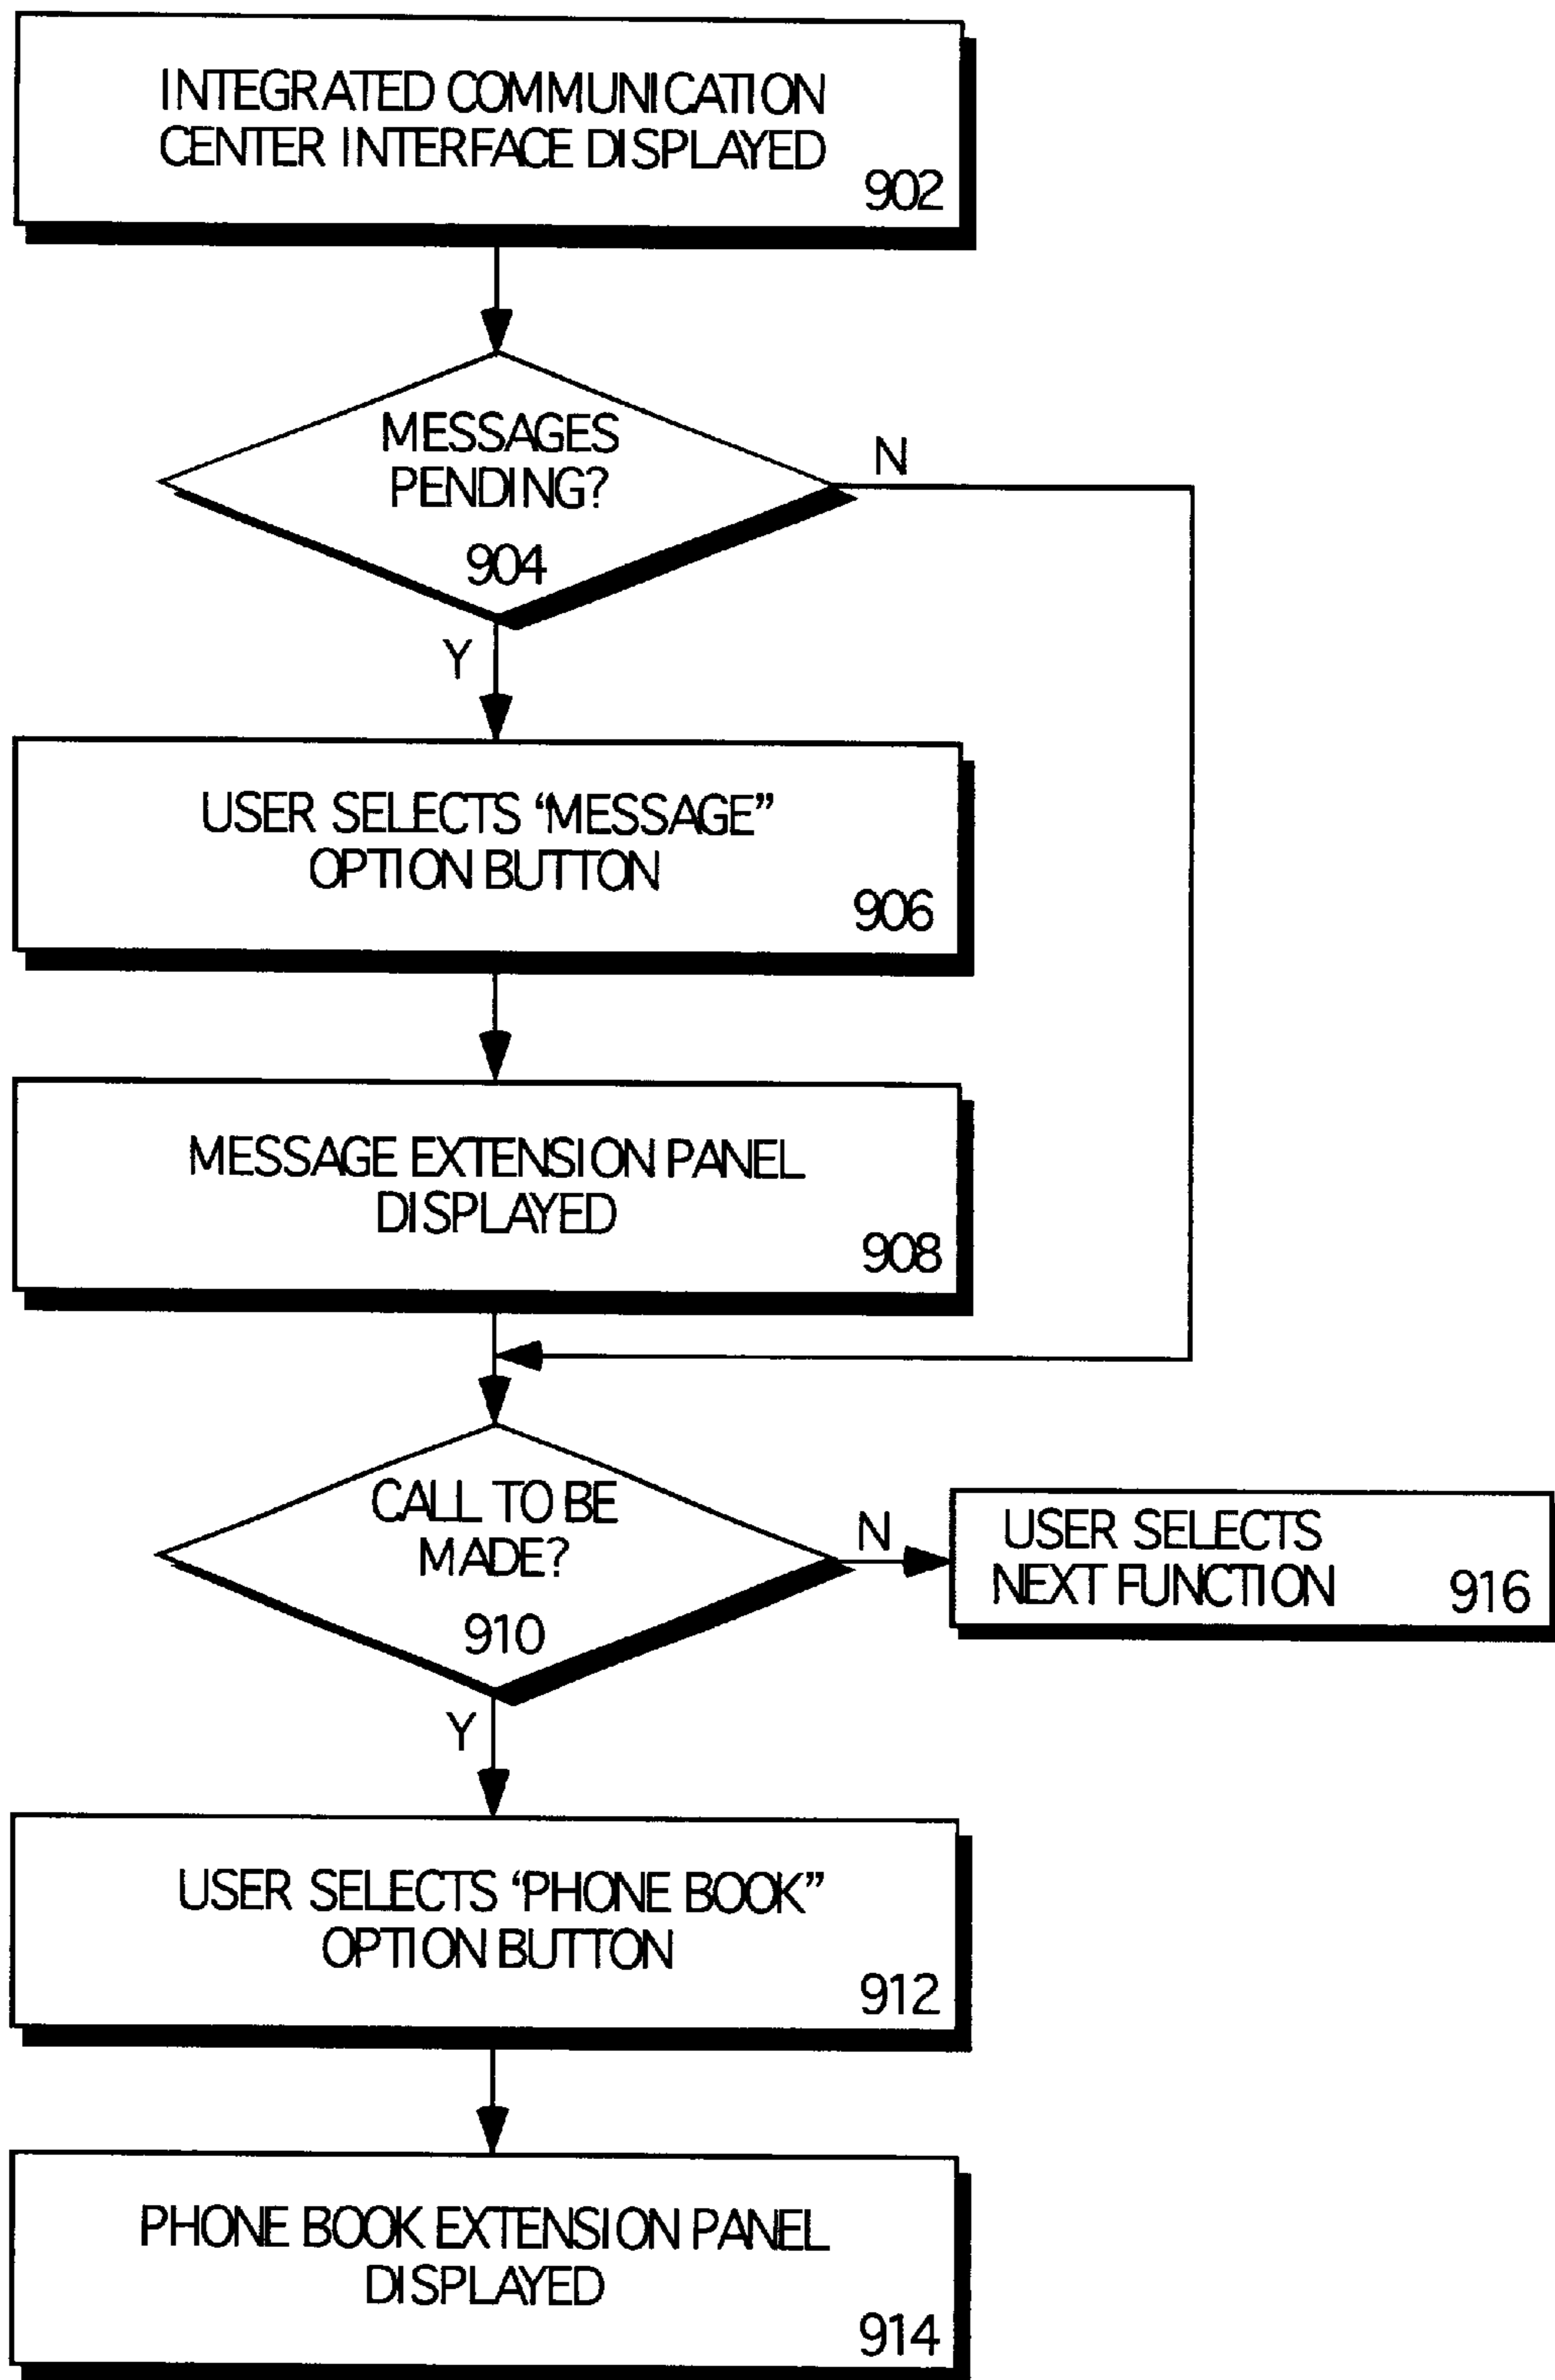 INTEGRATED COMMUNICATION
CENTER INTERFACE DISPLAYED
902
MESSAGES
PENDING?
904
N
Y
USER SELECTS “MESSAGE”
OPTION BUTTON
906
MESSAGE EXTENSION PANEL
DISPLAYED
908
CALL TO BE
MADE?
910
N
USER SELECTS
NEXT FUNCTION
916
Y
USER SELECTS “PHONE BOOK”
OPTION BUTTON
912
PHONE BOOK EXTENSION PANEL
DISPLAYED
914